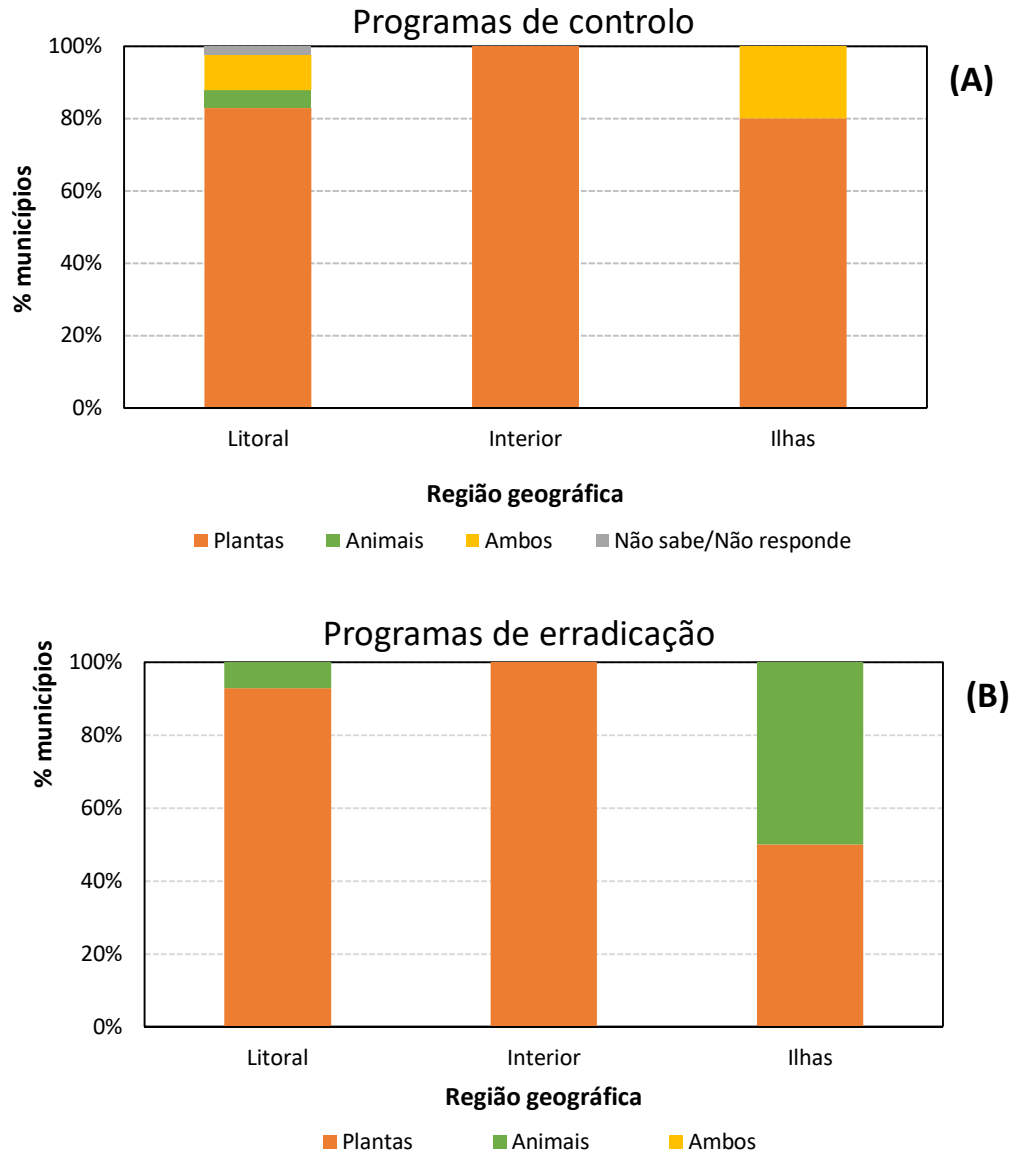 Programas de controlo
(A)
% municípios
100%
80%
60%
40%
20%
0%
Litoral Interior Ilhas
Região geográfica
Plantas Animais Ambos Não sabe/Não responde
Programas de erradicação
(B)
% municípios
100%
80%
60%
40%
20%
0%
Litoral Interior Ilhas
Região geográfica
Plantas Animais Ambos